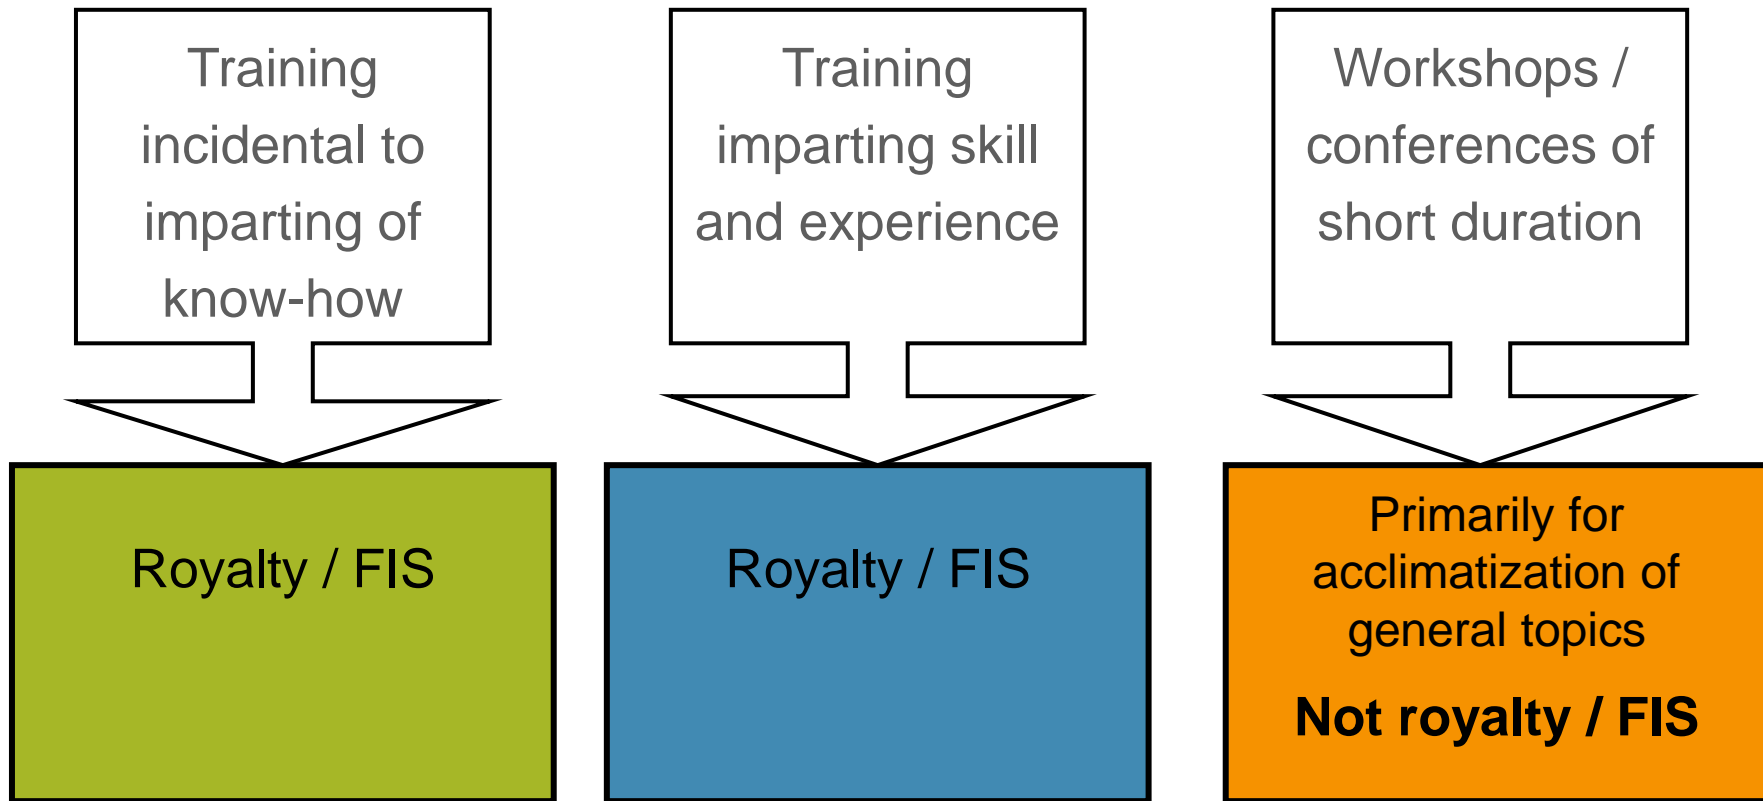 Training
incidental to
imparting of
know-how
Royalty / FIS
Training
imparting skill
and experience
Royalty / FIS
Workshops /
conferences of
short duration
Primarily for
acclimatization of
general topics
Not royalty / FIS